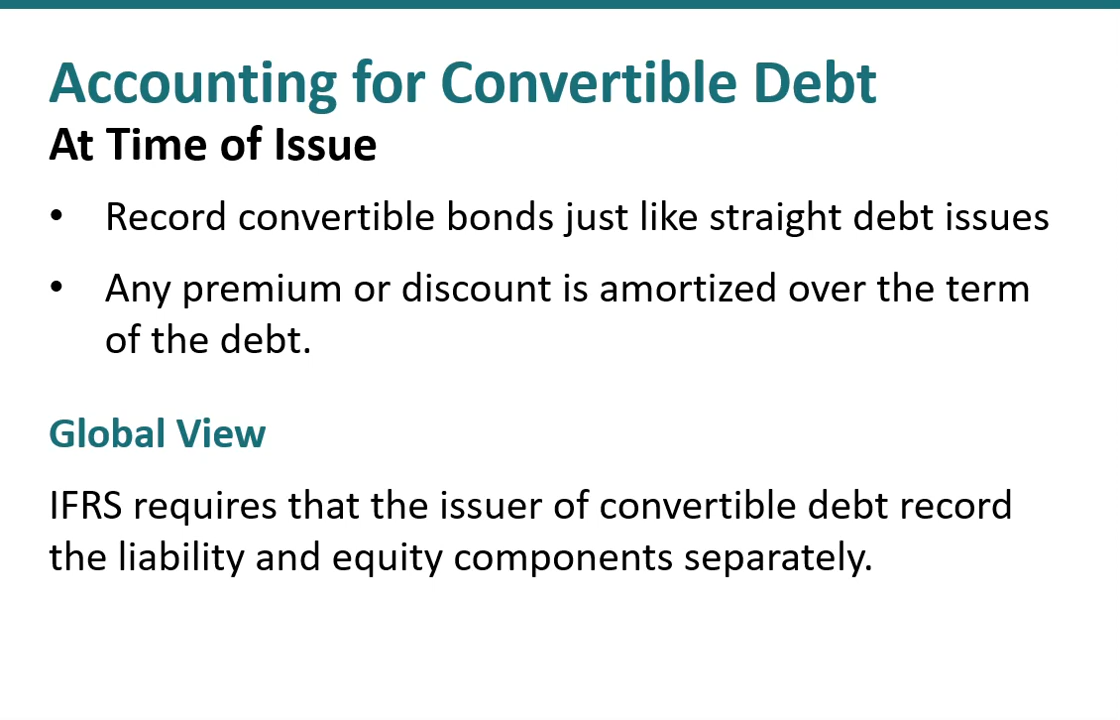 Accounting for Convertible Debt
At Time of Issue
• Record convertible bonds just like straight debt issues
• Any premium or discount is amortized over the term
of the debt.
Global View
IFRS requires that the issuer of convertible debt record
the liability and equity components separately.